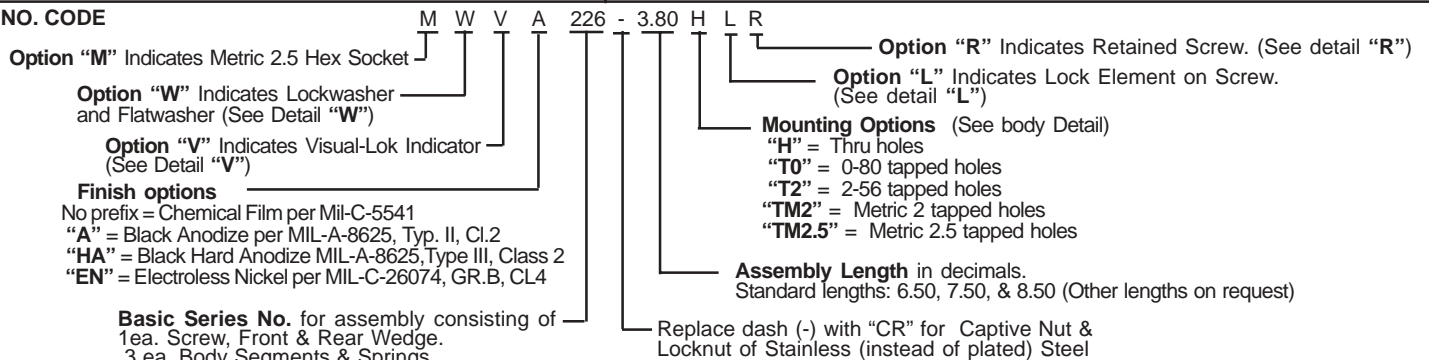 NO. CODE
M W V A 226 - 3.80 H L R
Option “M” Indicates Metric 2.5 Hex Socket
Option “R” Indicates Retained Screw. (See detail “R”)
Option “W” Indicates Lockwasher
and Flatwasher (See Detail “W”)
Option “L” Indicates Lock Element on Screw.
(See detail “L”)
Option “V” Indicates Visual-Lok Indicator
(See Detail “V”)
Mounting Options (See body Detail)
“H” = Thru holes
“T0” = 0-80 tapped holes
“T2” = 2-56 tapped holes
“TM2” = Metric 2 tapped holes
“TM2.5” = Metric 2.5 tapped holes
Finish options
No prefix = Chemical Film per Mil-C-5541
“A” = Black Anodize per MIL-A-8625, Typ. II, Cl.2
“HA” = Black Hard Anodize MIL-A-8625,Type III, Class 2
“EN” = Electroless Nickel per MIL-C-26074, GR.B, CL4
Assembly Length in decimals.
Standard lengths: 6.50, 7.50, & 8.50 (Other lengths on request)
Basic Series No. for assembly consisting of
1ea. Screw, Front & Rear Wedge.
3 ea. Body Segments & Springs
Replace dash (-) with “CR” for Captive Nut &
Locknut of Stainless (instead of plated) Steel